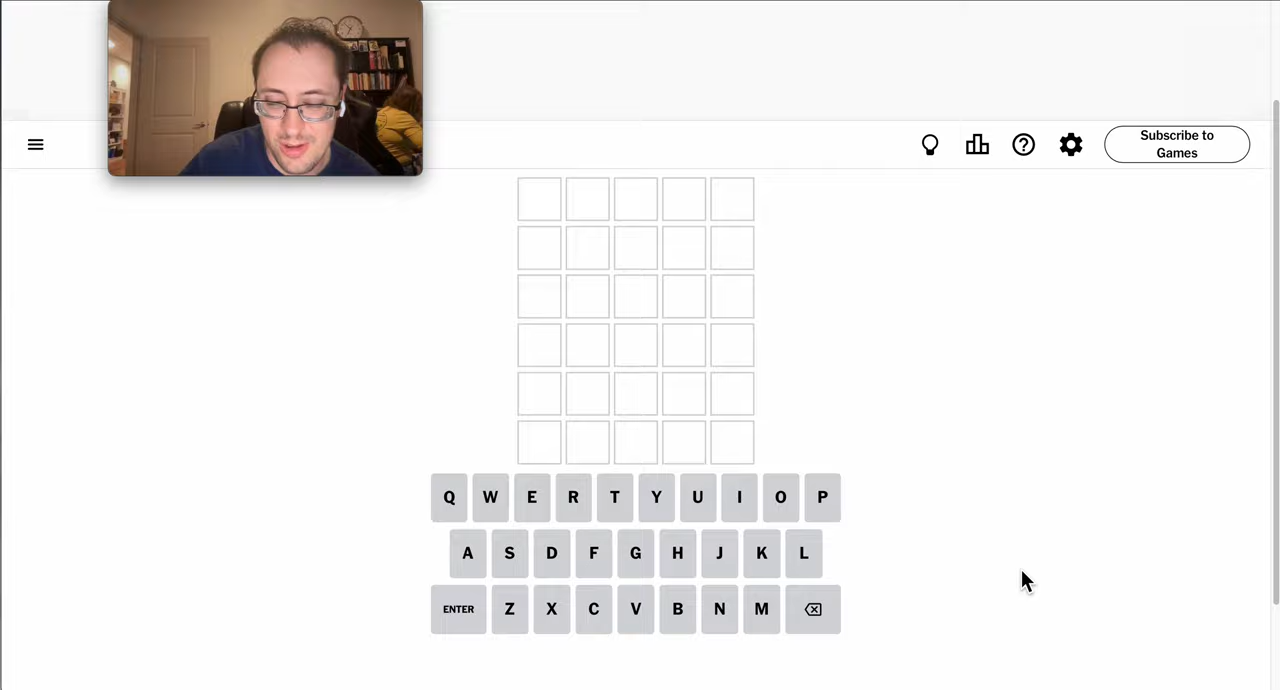 Subscribe to
Games
Q W E R T Y U I O P
A S D F G H J K L
ENTER Z X C V B N M